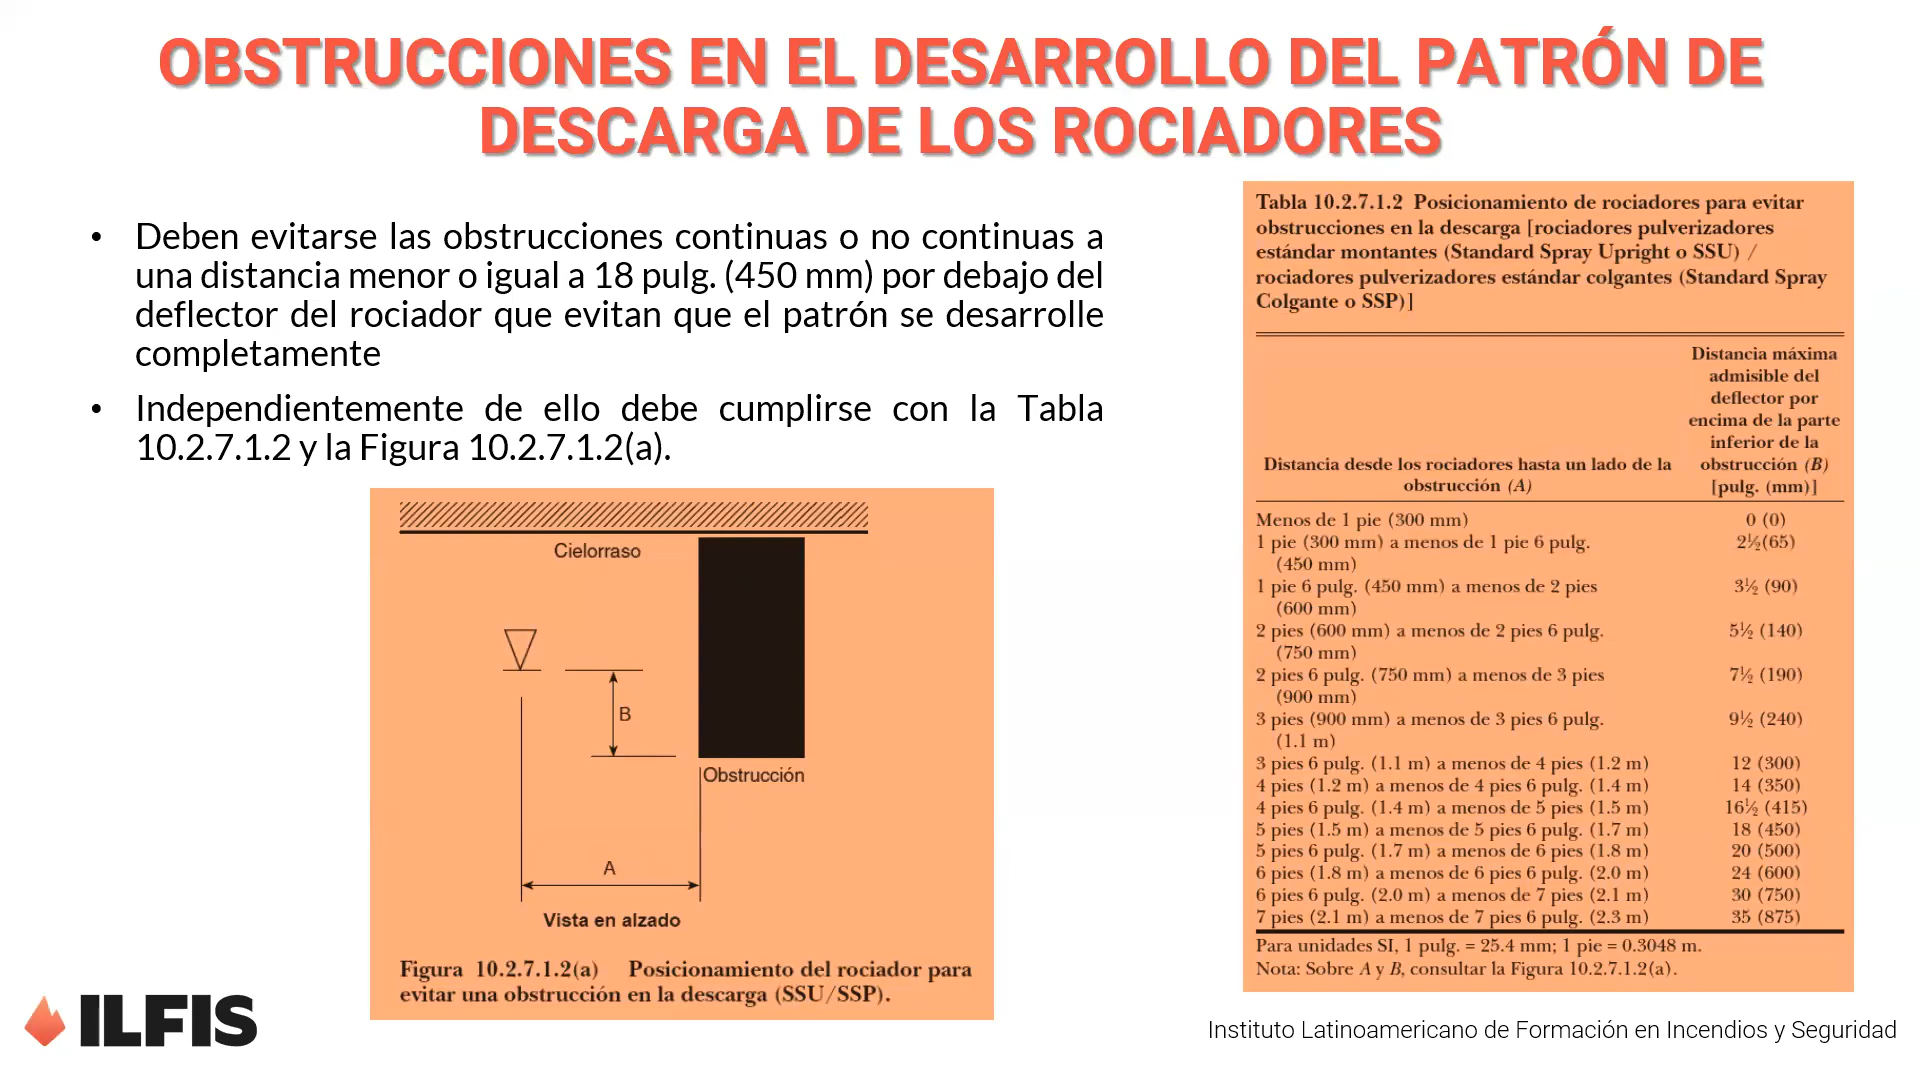 OBSTRUCCIONES EN EL DESARROLLO DEL PATRÓN DE
DESCARGA DE LOS ROCIADORES
• Deben evitarse las obstrucciones continuas o no continuas a
una distancia menor o igual a 18 pulg. (450 mm) por debajo del
deflector del rociador que evitan que el patrón se desarrolle
completamente
• Independientemente de ello debe cumplirse con la Tabla
10.2.7.1.2 y la Figura 10.2.7.1.2(a).
Cielorraso
B
Obstrucción
A
Vista en alzado
Figura 10.2.7.1.2(a) Posicionamiento del rociador para
evitar una obstrucción en la descarga (SSU/SSP).
Tabla 10.2.7.1.2 Posicionamiento de rociadores para evitar
obstrucciones en la descarga [rociadores pulverizadores
estándar montantes (Standard Spray Upright o SSU) /
rociadores pulverizadores estándar colgantes (Standard Spray
Colgante o SSP)]
Distancia desde los rociadores hasta un lado de la
obstrucción (A)
Distancia máxima
admisible del
deflector por
encima de la parte
inferior de la
obstrucción (B)
[pulg. (mm)]
Menos de 1 pie (300 mm) 0 (0)
1 pie (300 mm) a menos de 1 pie 6 pulg. 2½(65)
(450 mm)
1 pie 6 pulg. (450 mm) a menos de 2 pies 3½ (90)
(600 mm)
2 pies (600 mm) a menos de 2 pies 6 pulg. 5½ (140)
(750 mm)
2 pies 6 pulg. (750 mm) a menos de 3 pies 7½ (190)
(900 mm)
3 pies (900 mm) a menos de 3 pies 6 pulg. 9½ (240)
(1.1 m)
3 pies 6 pulg. (1.1 m) a menos de 4 pies (1.2 m) 12 (300)
4 pies (1.2 m) a menos de 4 pies 6 pulg. (1.4 m) 14 (350)
4 pies 6 pulg. (1.4 m) a menos de 5 pies (1.5 m) 16½ (415)
5 pies (1.5 m) a menos de 5 pies 6 pulg. (1.7 m) 18 (450)
5 pies 6 pulg. (1.7 m) a menos de 6 pies (1.8 m) 20 (500)
6 pies (1.8 m) a menos de 6 pies 6 pulg. (2.0 m) 24 (600)
6 pies 6 pulg. (2.0 m) a menos de 7 pies (2.1 m) 30 (750)
7 pies (2.1 m) a menos de 7 pies 6 pulg. (2.3 m) 35 (875)
Para unidades SI, 1 pulg. = 25.4 mm; 1 pie = 0.3048 m.
Nota: Sobre A y B, consultar la Figura 10.2.7.1.2(a).
ILFIS
Instituto Latinoamericano de Formación en Incendios y Seguridad